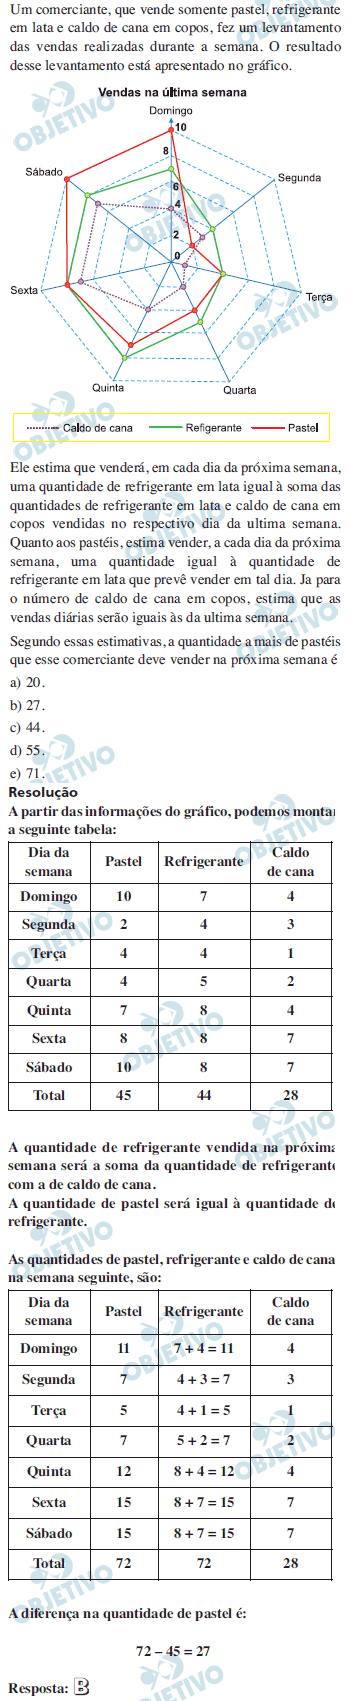 Um comerciante, que vende somente pastel, refrigerante
em lata e caldo de cana em copos, fez um levantamento
das vendas realizadas durante a semana. O resultado
desse levantamento está apresentado no gráfico.
Vendas na última semana
Domingo
10
8
6
4
2
0
Segunda
Terça
Quarta
Quinta
Sexta
Sábado
Caldo de cana
Refigerante
Pastel
Ele estima que venderá, em cada dia da próxima semana,
uma quantidade de refrigerante em lata igual à soma das
quantidades de refrigerante em lata e caldo de cana em
copos vendidas no respectivo dia da ultima semana.
Quanto aos pastéis, estima vender, a cada dia da próxima
semana, uma quantidade igual à quantidade de
refrigerante em lata que prevê vender em tal dia. Ja para
o número de caldo de cana em copos, estima que as
vendas diárias serão iguais às da ultima semana.
Segundo essas estimativas, a quantidade a mais de pastéis
que esse comerciante deve vender na próxima semana é
a) 20.
b) 27.
c) 44.
d) 55.
e) 71.
Resolução
A partir das informações do gráfico, podemos montar
a seguinte tabela:
Dia da semana Pastel Refrigerante Caldo de cana
Domingo 10 7 4
Segunda 2 4 3
Terça 4 4 1
Quarta 4 5 2
Quinta 7 8 4
Sexta 8 8 7
Sábado 10 8 7
Total 45 44 28
A quantidade de refrigerante vendida na próxima
semana será a soma da quantidade de refrigerante
com a de caldo de cana.
A quantidade de pastel será igual à quantidade de
refrigerante.
As quantidades de pastel, refrigerante e caldo de cana
na semana seguinte, são:
Dia da semana Pastel Refrigerante Caldo de cana
Domingo 11 7 + 4 = 11 4
Segunda 7 4 + 3 = 7 3
Terça 5 4 + 1 = 5 1
Quarta 7 5 + 2 = 7 2
Quinta 12 8 + 4 = 12 4
Sexta 15 8 + 7 = 15 7
Sábado 15 8 + 7 = 15 7
Total 72 72 28
A diferença na quantidade de pastel é:
72 – 45 = 27
Resposta: B
OBJETIVO